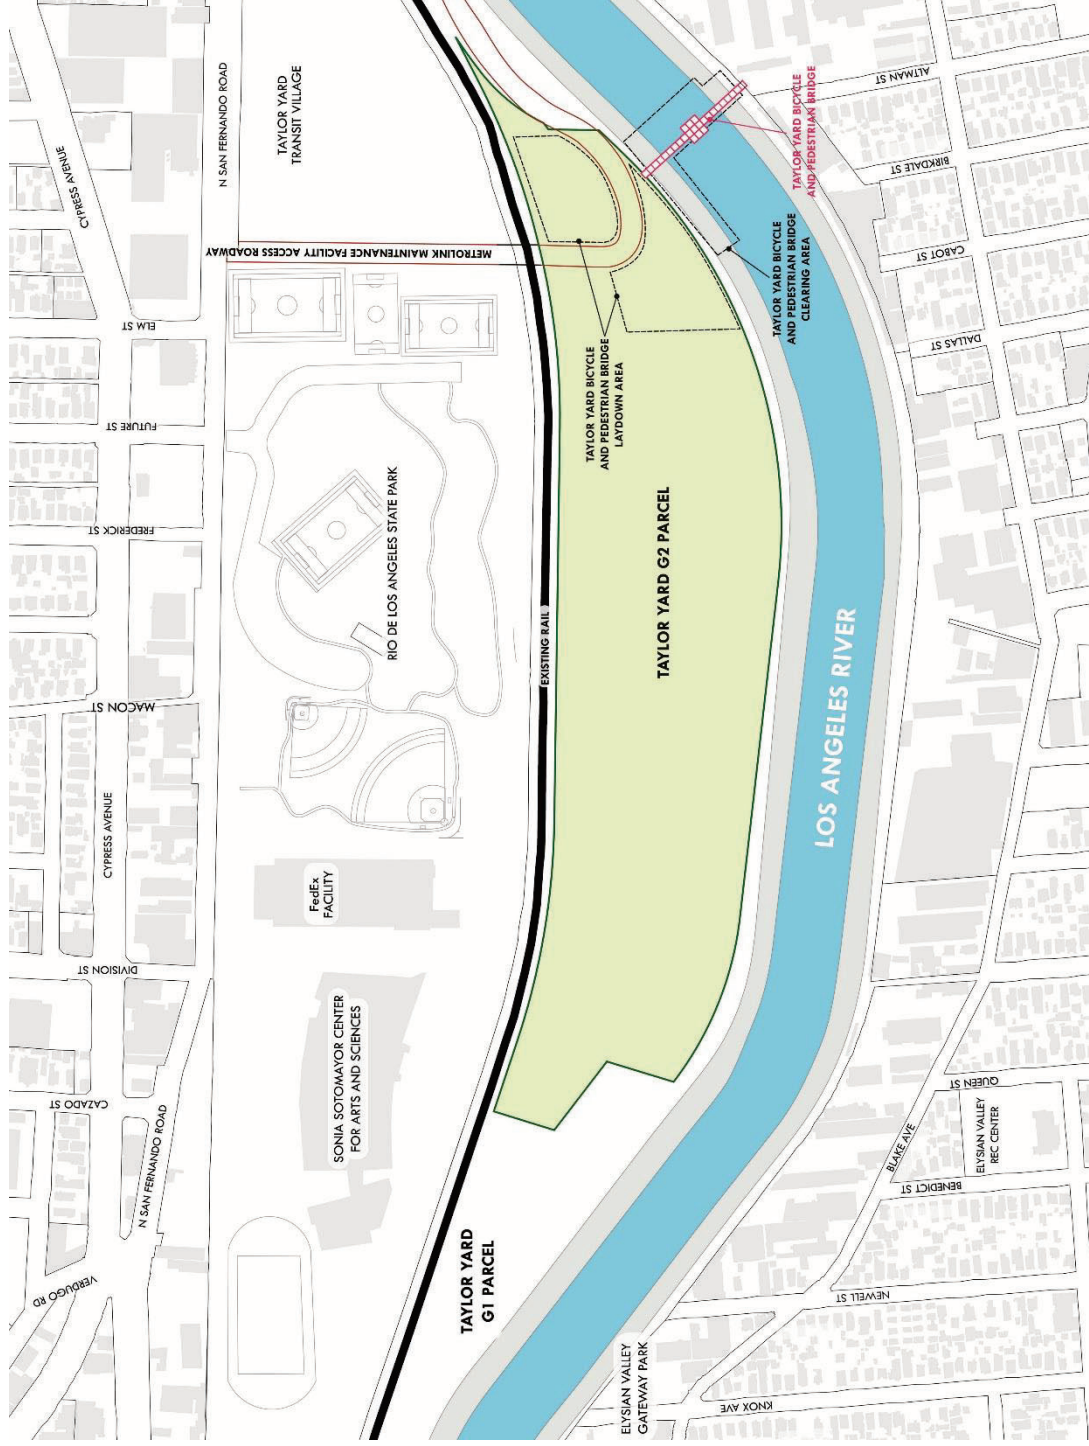 CYPRESS AVENUE
N SAN FERNANDO ROAD
TAYLOR YARD
TRANSIT VILLAGE
METROLINK MAINTENANCE FACILITY ACCESS ROADWAY
TAYLOR YARD BICYCLE
AND PEDESTRIAN BRIDGE
ALTMAN ST
BIRKDALE ST
CABOT ST
DALLAS ST
TAYLOR YARD BICYCLE
AND PEDESTRIAN BRIDGE
CLEARING AREA
TAYLOR YARD BICYCLE
AND PEDESTRIAN BRIDGE
LAYDOWN AREA
ELM ST
FUTURE ST
FREDERICK ST
MACON ST
RIO DE LOS ANGELES STATE PARK
EXISTING RAIL
TAYLOR YARD G2 PARCEL
LOS ANGELES RIVER
CYPRESS AVENUE
FedEx
FACILITY
DIVISION ST
SONIA SOTOMAYOR CENTER
FOR ARTS AND SCIENCES
CAZADO ST
N SAN FERNANDO ROAD
VERDUGO RD
TAYLOR YARD
G1 PARCEL
QUEEN ST
ELYSIAN VALLEY
REC CENTER
BLAKE AVE
BENEDICT ST
NEWELL ST
ELYSIAN VALLEY
GATEWAY PARK
KNOX AVE